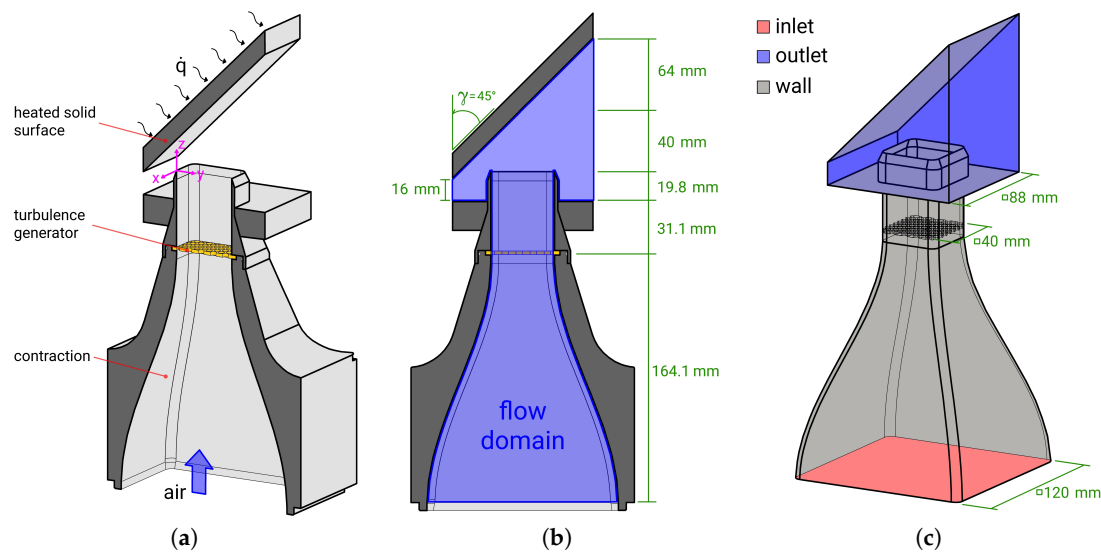 q̇
heated solid
surface
z
x
y
turbulence
generator
contraction
air
(a)
γ=45°
16 mm
64 mm
40 mm
19.8 mm
31.1 mm
164.1 mm
flow
domain
(b)
inlet
outlet
wall
□88 mm
□40 mm
□120 mm
(c)